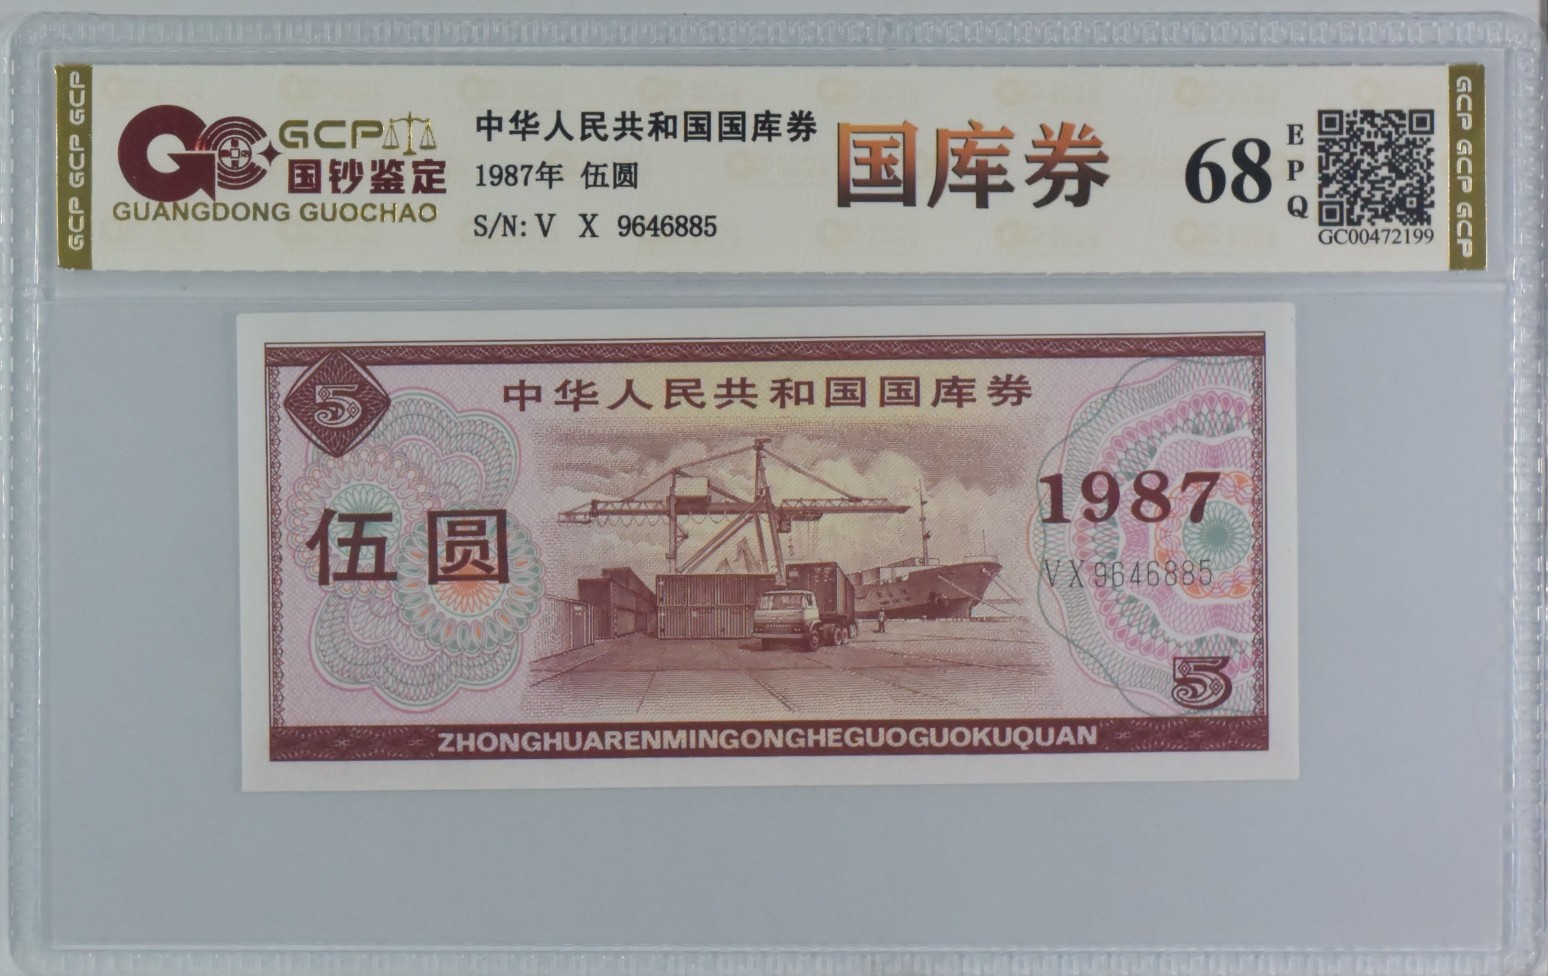 GCP GCP GCP
GCP
国钞鉴定
GUANGDONG GUOCHAO
中华人民共和国国库券
1987年 伍圆
S/N: V X 9646885
国库券
68
E
P
Q
GC00472199
GCP GCP GCP
5
中华人民共和国国库券
伍圆
1987
VX9646885
5
ZHONGHUARENMINGONGHEGUOGUOKUQUAN